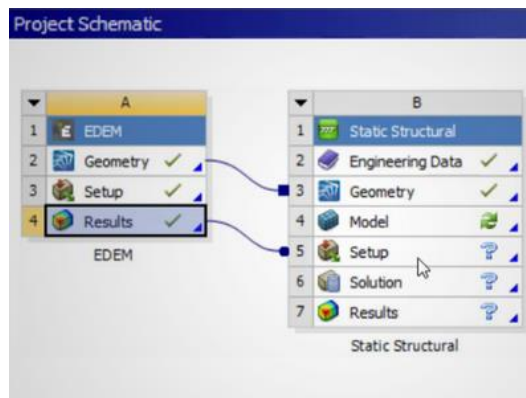 Project Schematic
A
1 EDEM
2 Geometry
3 Setup
4 Results
EDEM
B
1 Static Structural
2 Engineering Data
3 Geometry
4 Model
5 Setup
6 Solution
7 Results
Static Structural